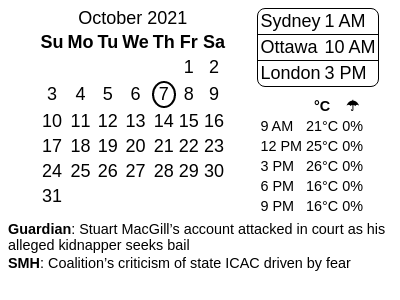 October 2021
Su Mo Tu We Th Fr Sa
1 2
3 4 5 6 7 8 9
10 11 12 13 14 15 16
17 18 19 20 21 22 23
24 25 26 27 28 29 30
31
Sydney 1 AM
Ottawa 10 AM
London 3 PM
°C ☂
9 AM 21°C 0%
12 PM 25°C 0%
3 PM 26°C 0%
6 PM 16°C 0%
9 PM 16°C 0%
Guardian: Stuart MacGill’s account attacked in court as his
alleged kidnapper seeks bail
SMH: Coalition’s criticism of state ICAC driven by fear